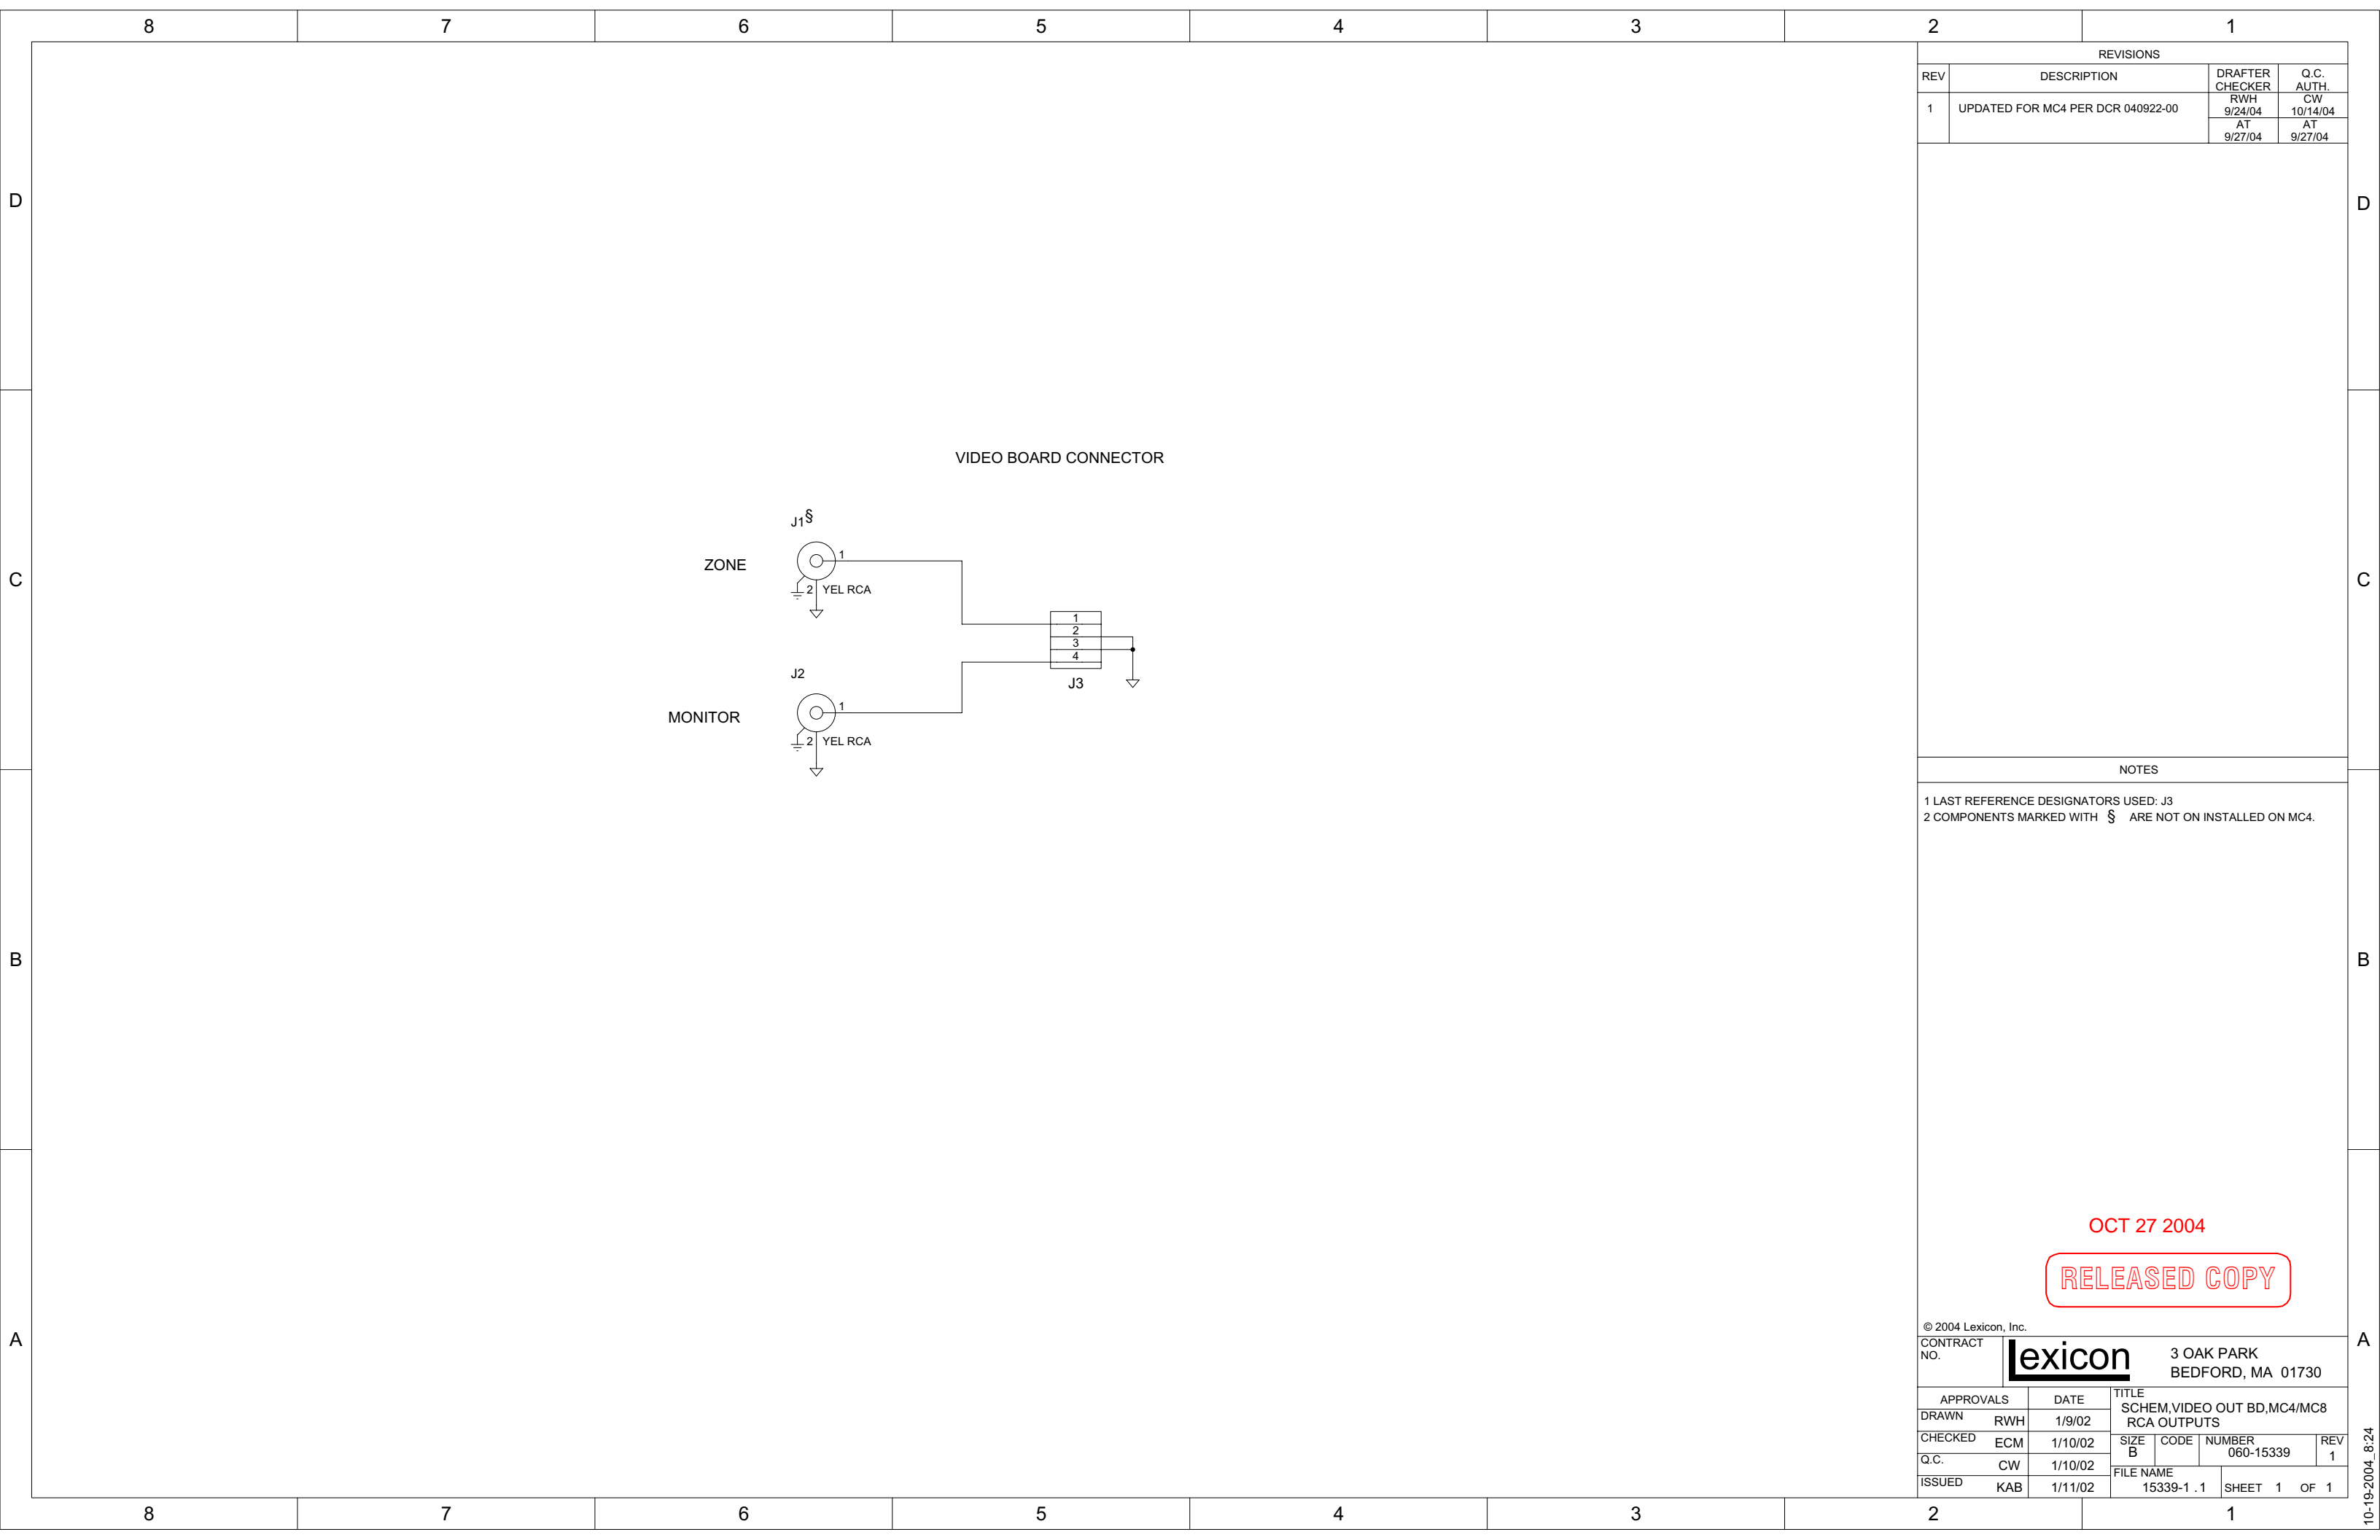 8 7 6 5 4 3 2 1
REVISIONS
REV DESCRIPTION DRAFTER CHECKER Q.C. AUTH.
1 UPDATED FOR MC4 PER DCR 040922-00 RWH 9/24/04 CW 10/14/04
AT 9/27/04 AT 9/27/04
D D
VIDEO BOARD CONNECTOR
J1§
ZONE
1
2 YEL RCA
C C
1
2
3
4
J3
J2
MONITOR
1
2 YEL RCA
NOTES
1 LAST REFERENCE DESIGNATORS USED: J3
2 COMPONENTS MARKED WITH § ARE NOT ON INSTALLED ON MC4.
B B
OCT 27 2004
RELEASED COPY
© 2004 Lexicon, Inc.
A A
CONTRACT NO.
lexicon
3 OAK PARK
BEDFORD, MA 01730
APPROVALS DATE
DRAWN RWH 1/9/02
CHECKED ECM 1/10/02
Q.C. CW 1/10/02
ISSUED KAB 1/11/02
TITLE
SCHEM,VIDEO OUT BD,MC4/MC8
RCA OUTPUTS
SIZE B CODE NUMBER 060-15339 REV 1
FILE NAME 15339-1 .1 SHEET 1 OF 1
10-19-2004_8:24
8 7 6 5 4 3 2 1